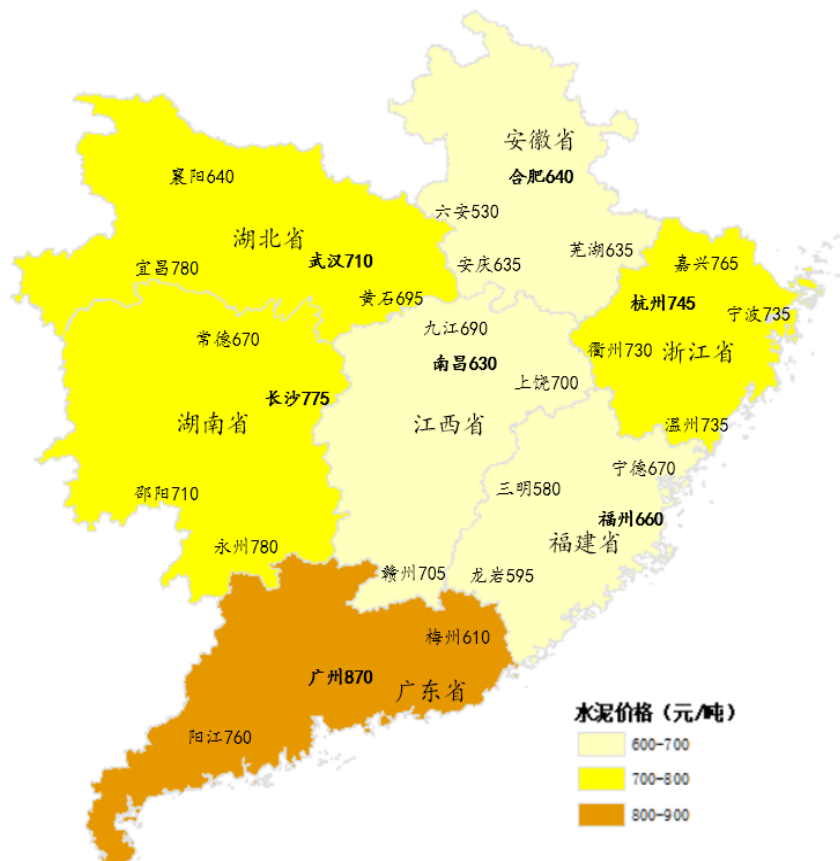 安徽省
合肥640
襄阳640
六安530
湖北省
武汉710
宜昌780
安庆635
芜湖635
嘉兴765
黄石695
杭州745
宁波735
九江690
常德670
南昌630
衢州730
浙江省
上饶700
长沙775
湖南省
江西省
温州735
宁德670
三明580
邵阳710
福州660
福建省
永州780
赣州705
龙岩595
梅州610
广州870
广东省
阳江760
水泥价格（元/吨）
600-700
700-800
800-900